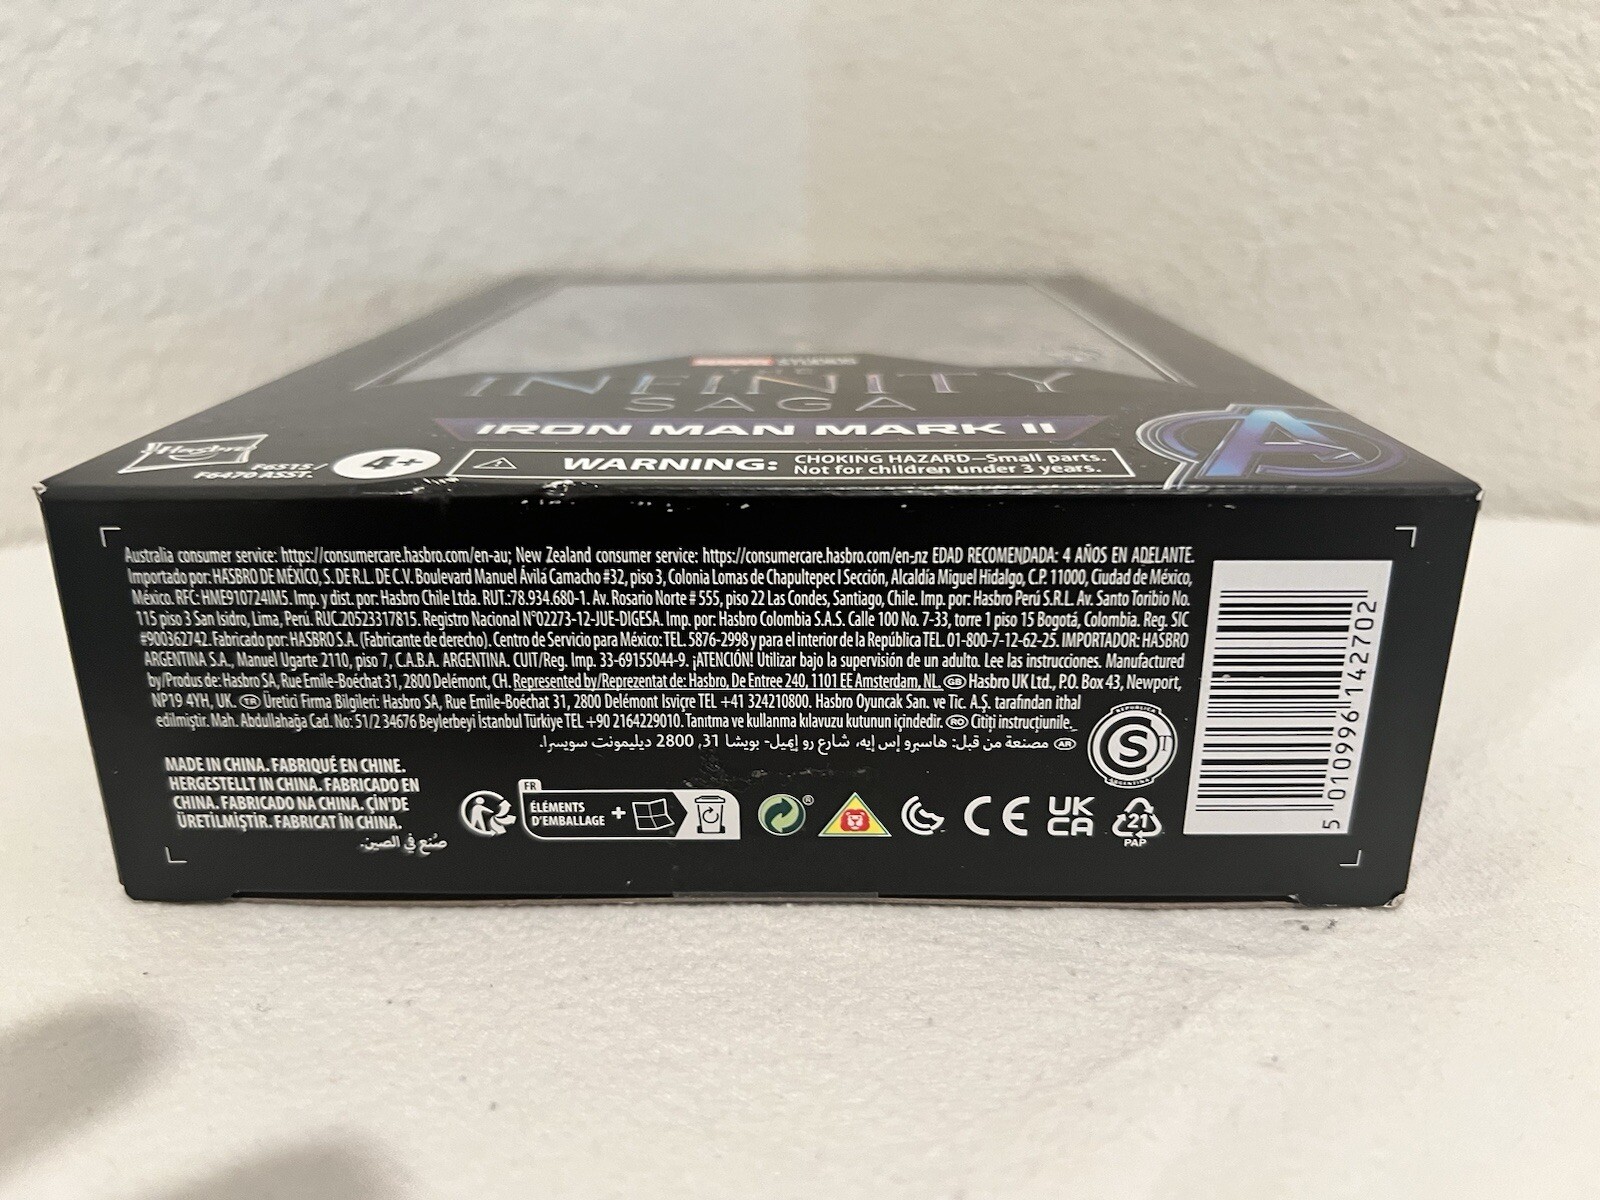 THE
INFINITY
SAGA
IRON MAN MARK II
Hasbro
F6515/
F6470 ASST.
4+
WARNING:
CHOKING HAZARD—Small parts.
Not for children under 3 years.
Australia consumer service: https://consumercare.hasbro.com/en-au; New Zealand consumer service: https://consumercare.hasbro.com/en-nz EDAD RECOMENDADA: 4 AÑOS EN ADELANTE.
Importado por: HASBRO DE MÉXICO, S. DE R.L. DE C.V. Boulevard Manuel Ávila Camacho #32, piso 3, Colonia Lomas de Chapultepec I Sección, Alcaldía Miguel Hidalgo, C.P. 11000, Ciudad de México,
México. RFC: HME910724IM5. Imp. y dist. por: Hasbro Chile Ltda. RUT.:78.934.680-1. Av. Rosario Norte # 555, piso 22 Las Condes, Santiago, Chile. Imp. por: Hasbro Perú S.R.L. Av. Santo Toribio No.
115 piso 3 San Isidro, Lima, Perú. RUC.20523317815. Registro Nacional N°02273-12-JUE-DIGESA. Imp. por: Hasbro Colombia S.A.S. Calle 100 No. 7-33, torre 1 piso 15 Bogotá, Colombia. Reg. SIC
#900362742. Fabricado por: HASBRO S.A. (Fabricante de derecho). Centro de Servicio para México: TEL. 5876-2998 y para el interior de la República TEL. 01-800-7-12-62-25. IMPORTADOR: HASBRO
ARGENTINA S.A., Manuel Ugarte 2110, piso 7, C.A.B.A. ARGENTINA. CUIT/Reg. Imp. 33-69155044-9. ¡ATENCIÓN! Utilizar bajo la supervisión de un adulto. Lee las instrucciones. Manufactured
by/Produs de: Hasbro SA, Rue Emile-Boéchat 31, 2800 Delémont, CH. Represented by/Reprezentat de: Hasbro, De Entree 240, 1101 EE Amsterdam, NL. GB Hasbro UK Ltd., P.O. Box 43, Newport,
NP19 4YH, UK. TR Üretici Firma Bilgileri: Hasbro SA, Rue Emile-Boéchat 31, 2800 Delémont İsviçre TEL +41 324210800. Hasbro Oyuncak San. ve Tic. A.Ş. tarafından ithal
edilmiştir. Mah. Abdullahağa Cad. No: 51/2 34676 Beylerbeyi İstanbul Türkiye TEL +90 2164229010. Tanıtma ve kullanma kılavuzu kutunun içindedir. RO Citiți instrucțiunile.
AR مصنعة من قبل: هاسبرو إس إيه، شارع رو إميل- بويشا 31, 2800 ديليمونت سويسرا.
MADE IN CHINA. FABRIQUÉ EN CHINE.
HERGESTELLT IN CHINA. FABRICADO EN
CHINA. FABRICADO NA CHINA. ÇİN'DE
ÜRETİLMİŞTİR. FABRICAT ÎN CHINA.
صُنع في الصين.
FR
ÉLÉMENTS
D'EMBALLAGE
+
CE
UK
CA
21
PAP
REPUBLICA
S
ARGENTINA
5 010996 142702